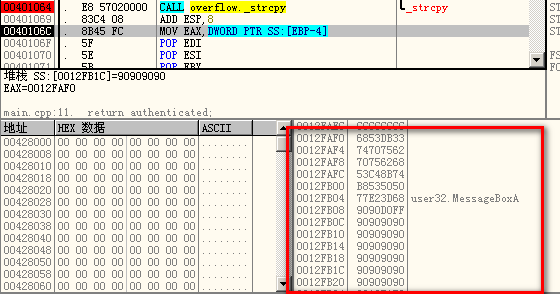 00401064 . E8 57020000 CALL overflow._strcpy _strcpy
00401069 . 83C4 08 ADD ESP,8
0040106C . 8B45 FC MOV EAX,DWORD PTR SS:[EBP-4]
0040106F . 5F POP EDI
00401070 . 5E POP ESI
堆栈 SS:[0012FB1C]=90909090
EAX=0012FAF0
main.cpp:11. return authenticated;
地址 HEX 数据 ASCII
00428000 00 00 00 00 00 00 00 00 ........
00428008 00 00 00 00 00 00 00 00 ........
00428010 00 00 00 00 00 00 00 00 ........
00428018 00 00 00 00 00 00 00 00 ........
00428020 00 00 00 00 00 00 00 00 ........
00428028 00 00 00 00 00 00 00 00 ........
00428030 00 00 00 00 00 00 00 00 ........
00428038 00 00 00 00 00 00 00 00 ........
00428040 00 00 00 00 00 00 00 00 ........
00428048 00 00 00 00 00 00 00 00 ........
00428050 00 00 00 00 00 00 00 00 ........
00428058 00 00 00 00 00 00 00 00 ........
00428060 00 00 00 00 00 00 00 00 ........
0012FAEC CCCCCCCC
0012FAF0 6853DB33
0012FAF4 74707562
0012FAF8 70756268
0012FAFC 53C48B74
0012FB00 B8535050
0012FB04 77E23D68 user32.MessageBoxA
0012FB08 9090D0FF
0012FB0C 90909090
0012FB10 90909090
0012FB14 90909090
0012FB18 90909090
0012FB1C 90909090
0012FB20 90909090